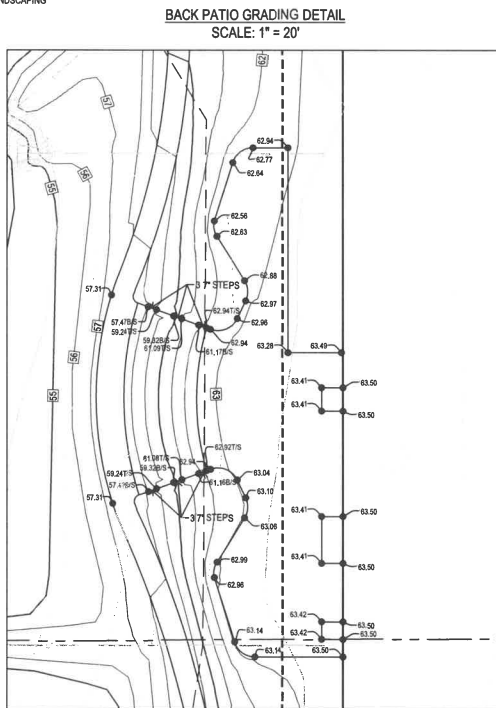 NDSCAPING
BACK PATIO GRADING DETAIL
SCALE: 1" = 20'
62
57
62.94
62.77
62.64
56
55
62.56
62.63
57.31
62.88
3 7" STEPS
62.97
62.94T/S
57.47B/S
62.96
59.24T/S
62.94
59.32B/S
61.09T/S
61.17B/S
57
63.28
63.49
56
63.41
63.50
55
63
63.41
63.50
62.92T/S
61.08T/S
62.94
59.32B/S
63.04
59.24T/S
61.16B/S
63.10
57.31
3 7" STEPS
63.06
63.41
63.50
62.99
63.41
63.50
62.96
63.42
63.50
63.14
63.42
63.50
63.14
63.50